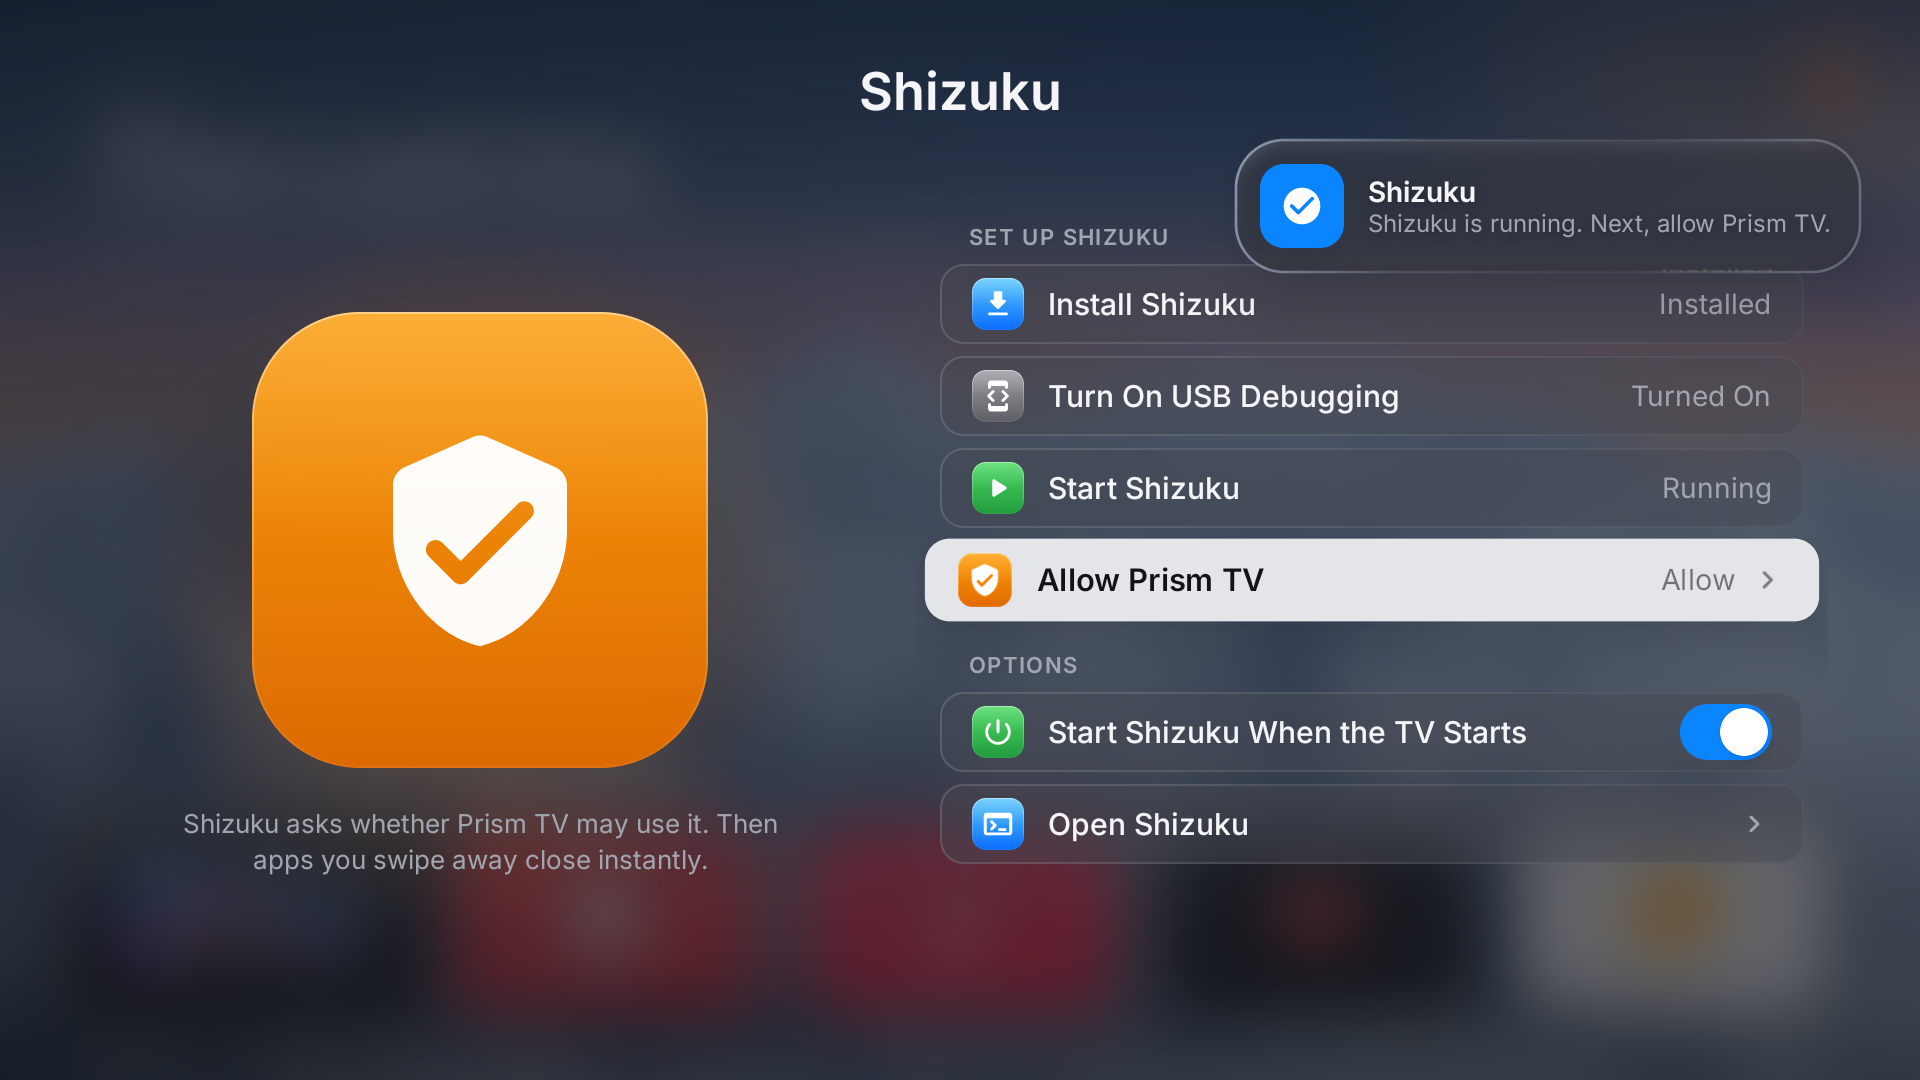 Shizuku
Shizuku
Shizuku is running. Next, allow Prism TV.
SET UP SHIZUKU
Install Shizuku
Installed
Turn On USB Debugging
Turned On
Start Shizuku
Running
Allow Prism TV
Allow
OPTIONS
Start Shizuku When the TV Starts
Open Shizuku
Shizuku asks whether Prism TV may use it. Then
apps you swipe away close instantly.